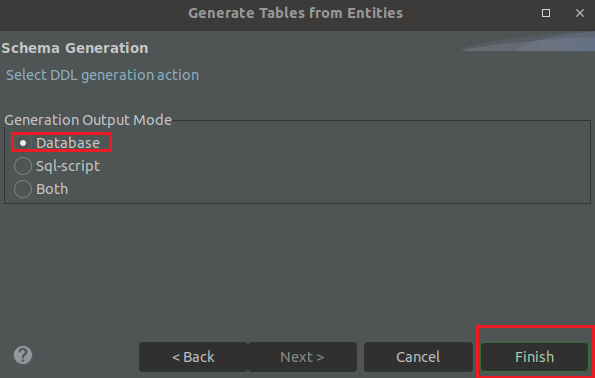 Generate Tables from Entities
Schema Generation
Select DDL generation action
Generation Output Mode
Database
Sql-script
Both
?
< Back
Next >
Cancel
Finish